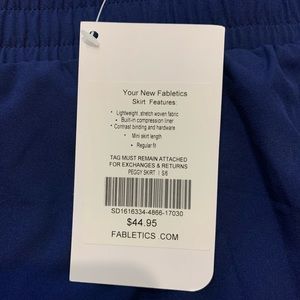 Your New Fabletics
Skirt Features:
• Lightweight, stretch woven fabric
• Built-in compression liner
• Contrast binding and hardware
• Mini skirt length
• Regular fit
TAG MUST REMAIN ATTACHED
FOR EXCHANGES & RETURNS
PEGGY SKIRT | S/6
SD1616334-4866-17030
$44.95
FABLETICS.COM